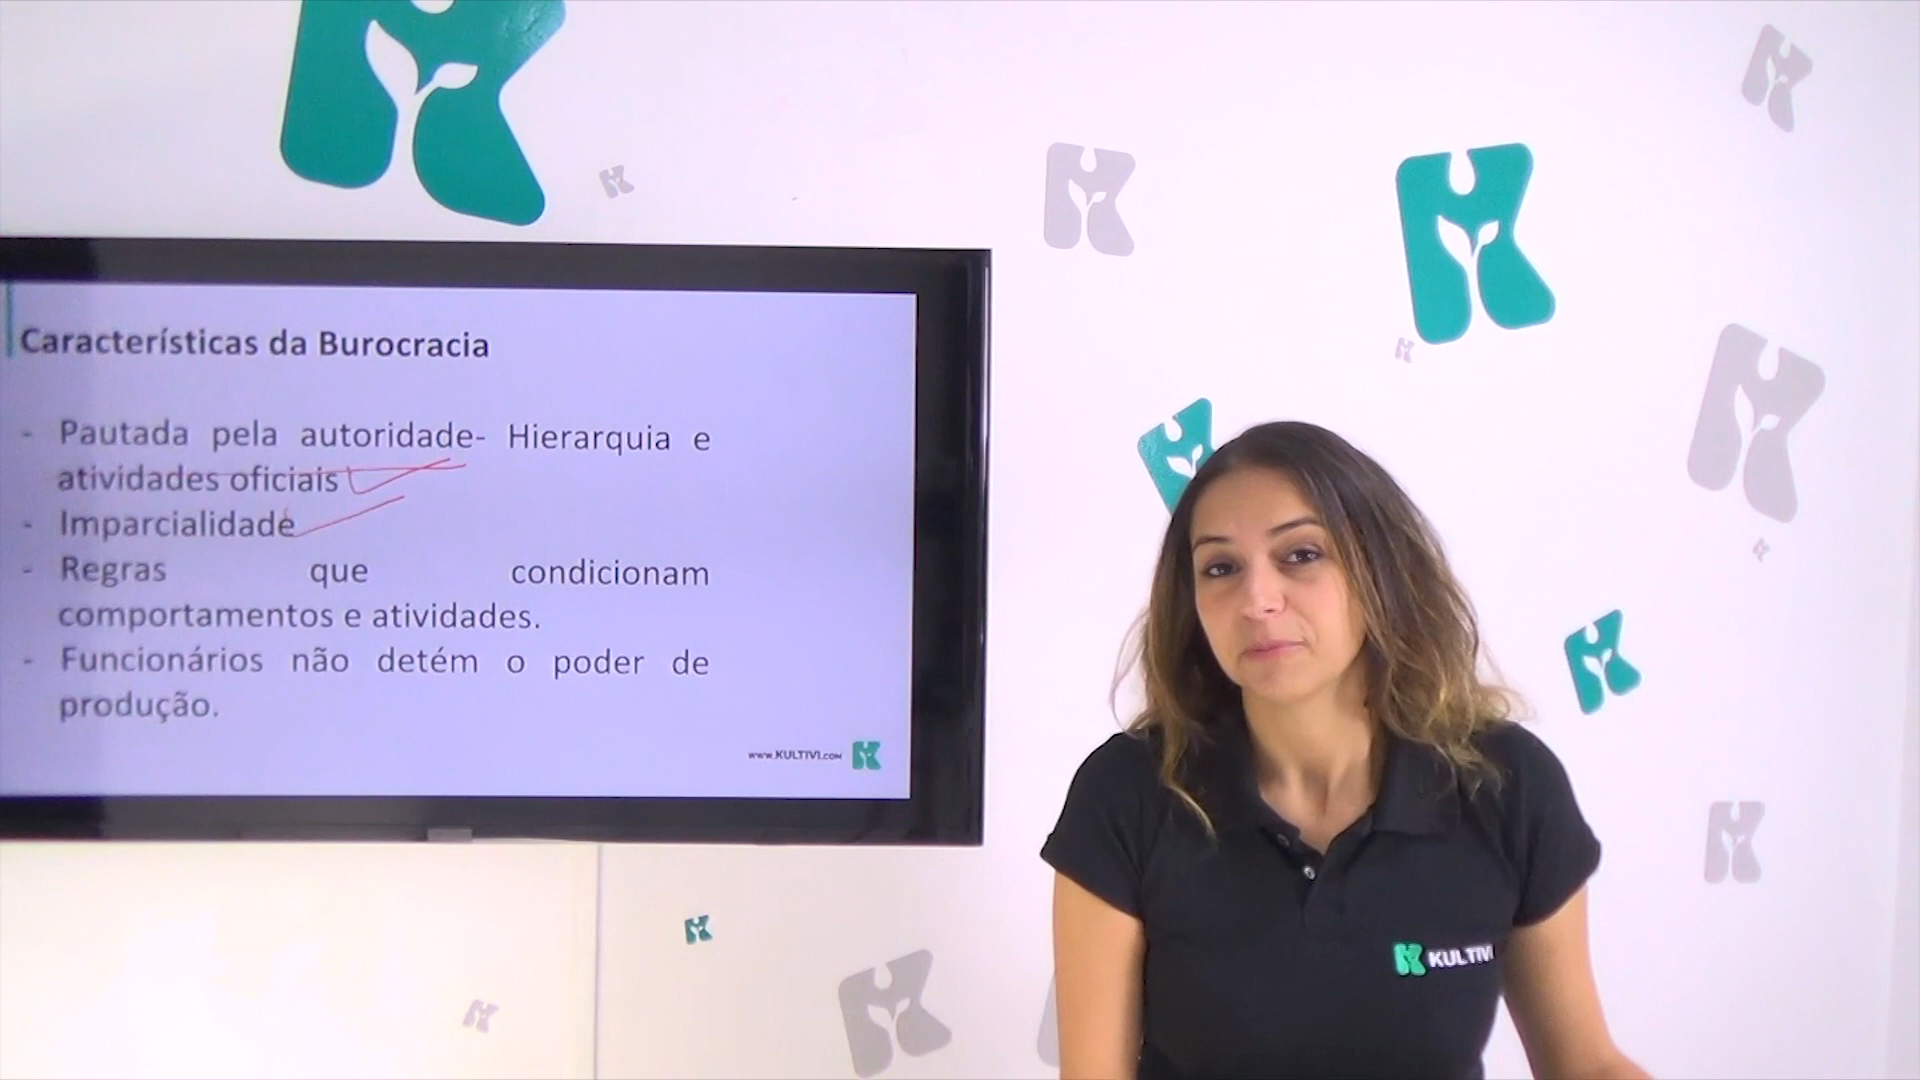 Características da Burocracia
- Pautada pela autoridade- Hierarquia e
atividades oficiais
- Imparcialidade
- Regras que condicionam
comportamentos e atividades.
- Funcionários não detém o poder de
produção.
www.KULTIVI.COM
KULTIVI